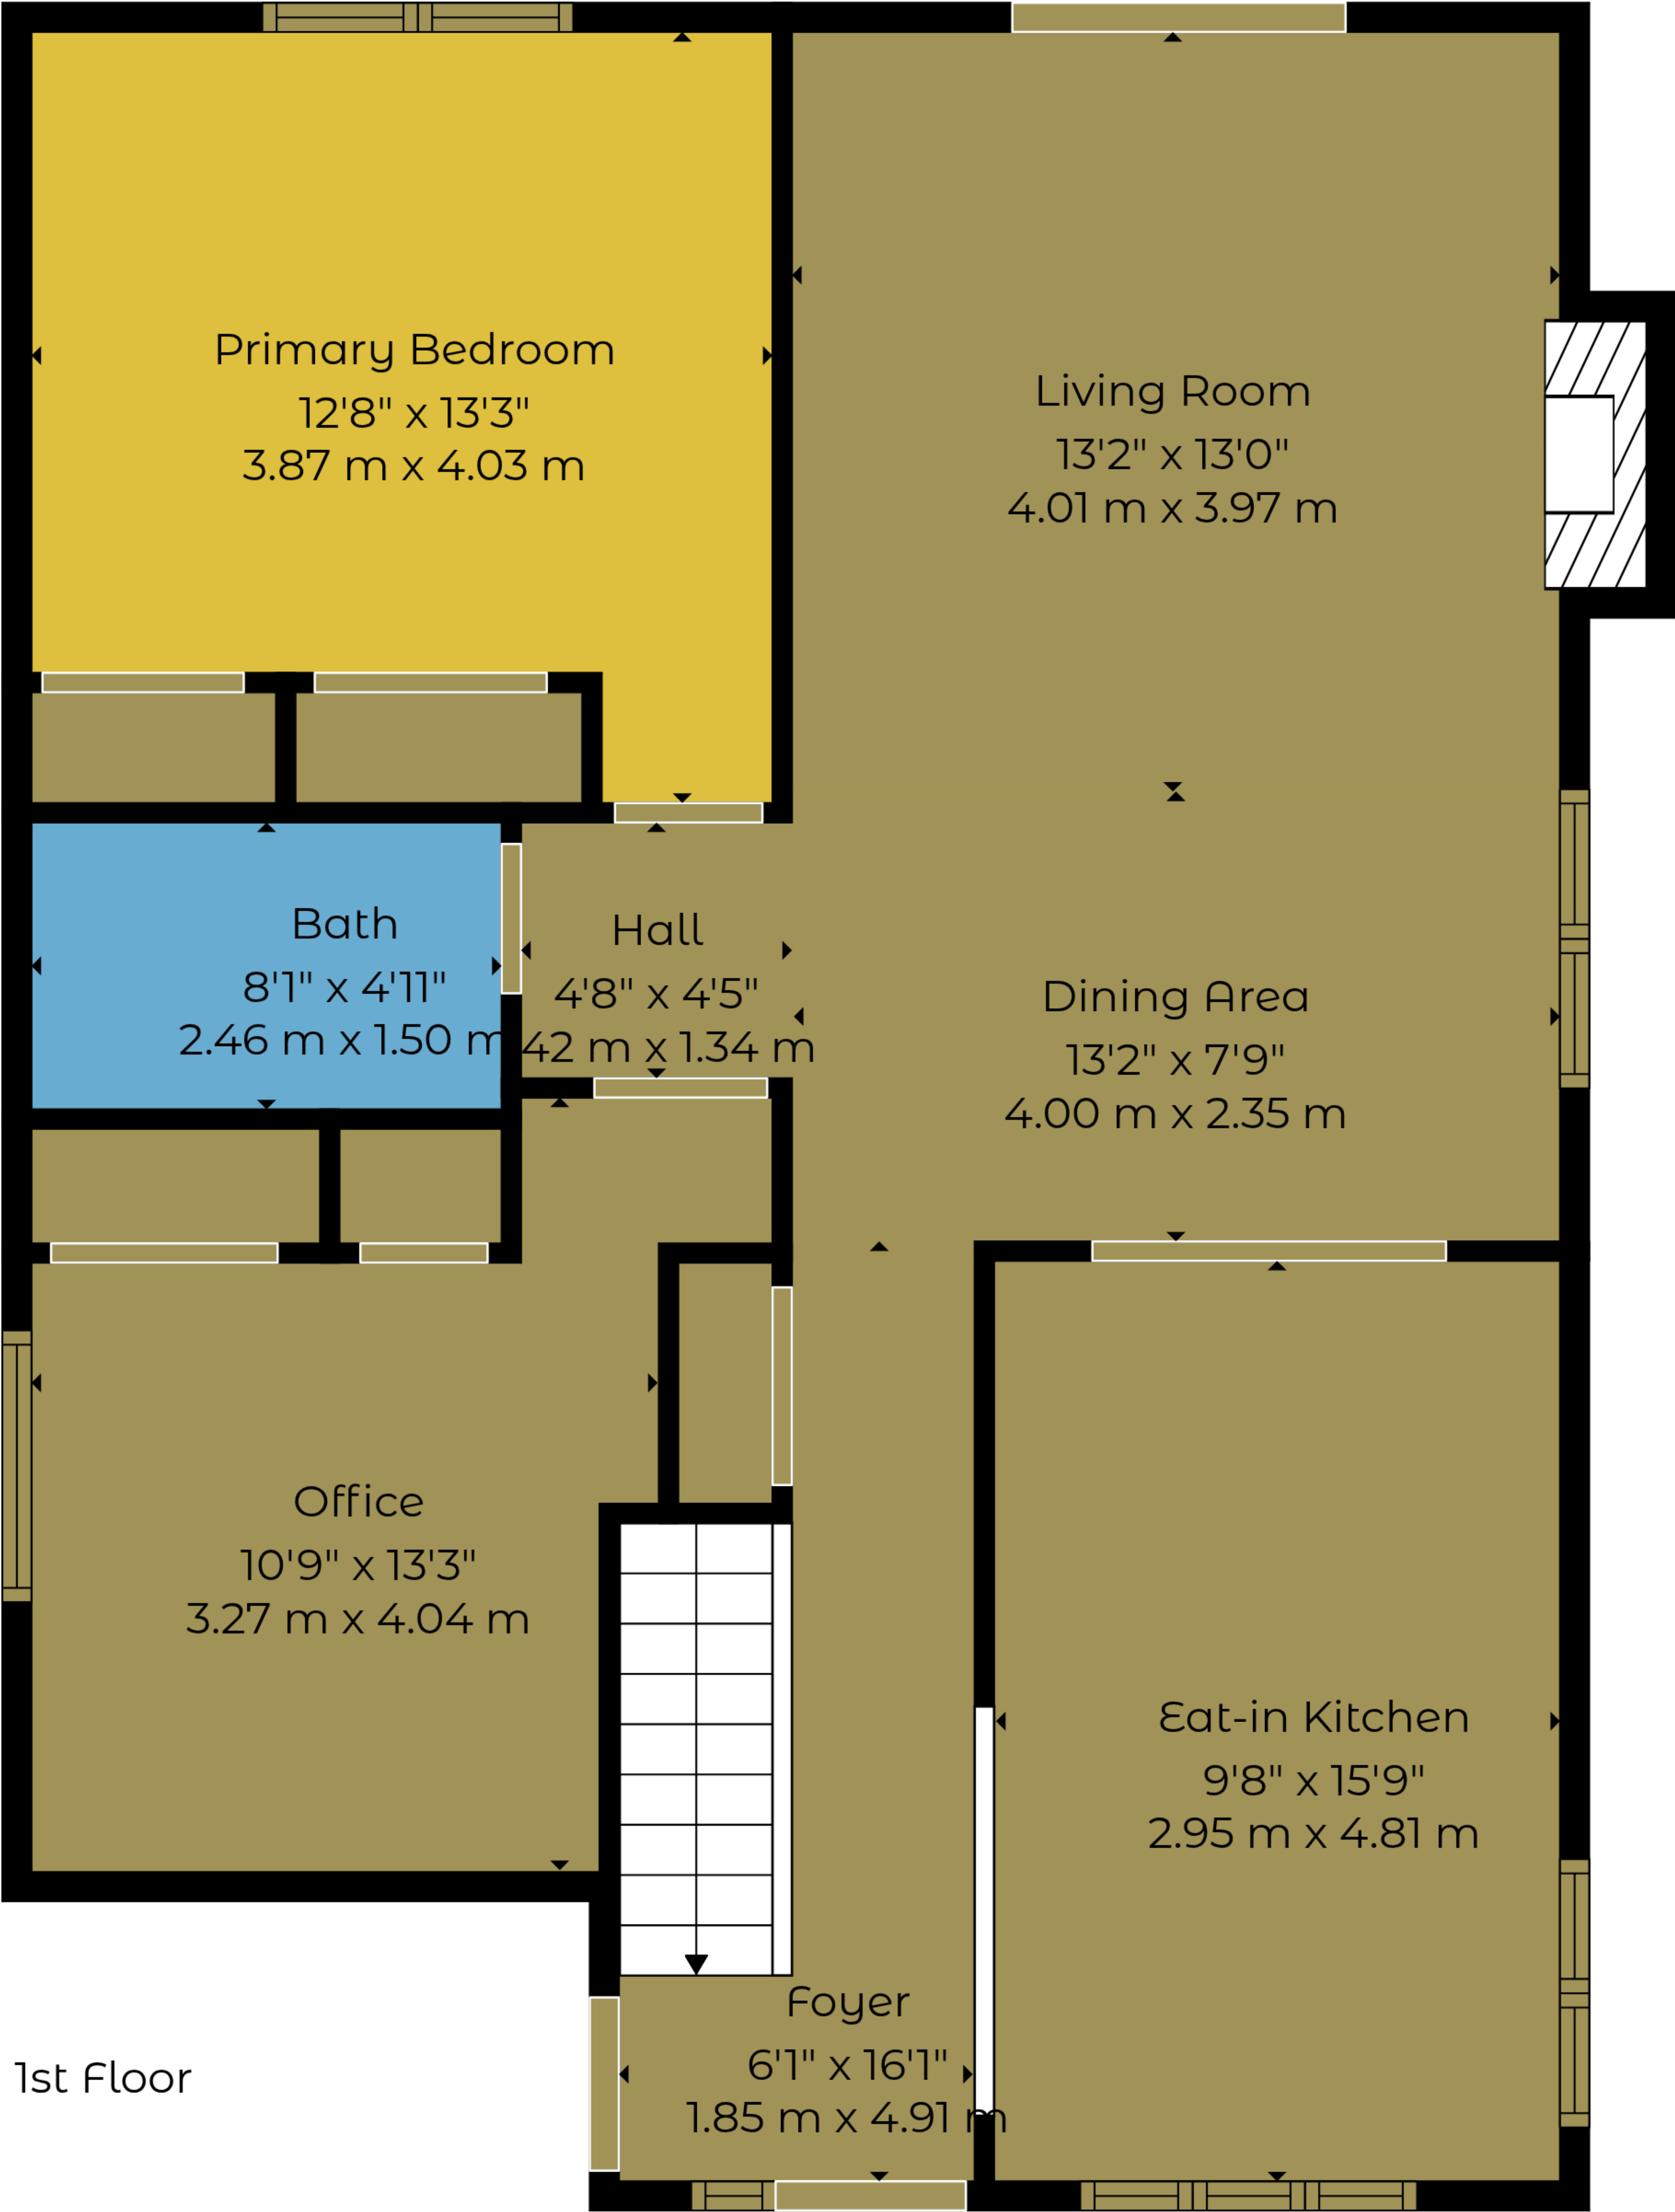 Primary Bedroom
12'8" x 13'3"
3.87 m x 4.03 m
Living Room
13'2" x 13'0"
4.01 m x 3.97 m
Bath
8'1" x 4'11"
2.46 m x 1.50 m
Hall
4'8" x 4'5"
42 m x 1.34 m
Dining Area
13'2" x 7'9"
4.00 m x 2.35 m
Office
10'9" x 13'3"
3.27 m x 4.04 m
Eat-in Kitchen
9'8" x 15'9"
2.95 m x 4.81 m
Foyer
6'1" x 16'1"
1.85 m x 4.91 m
1st Floor